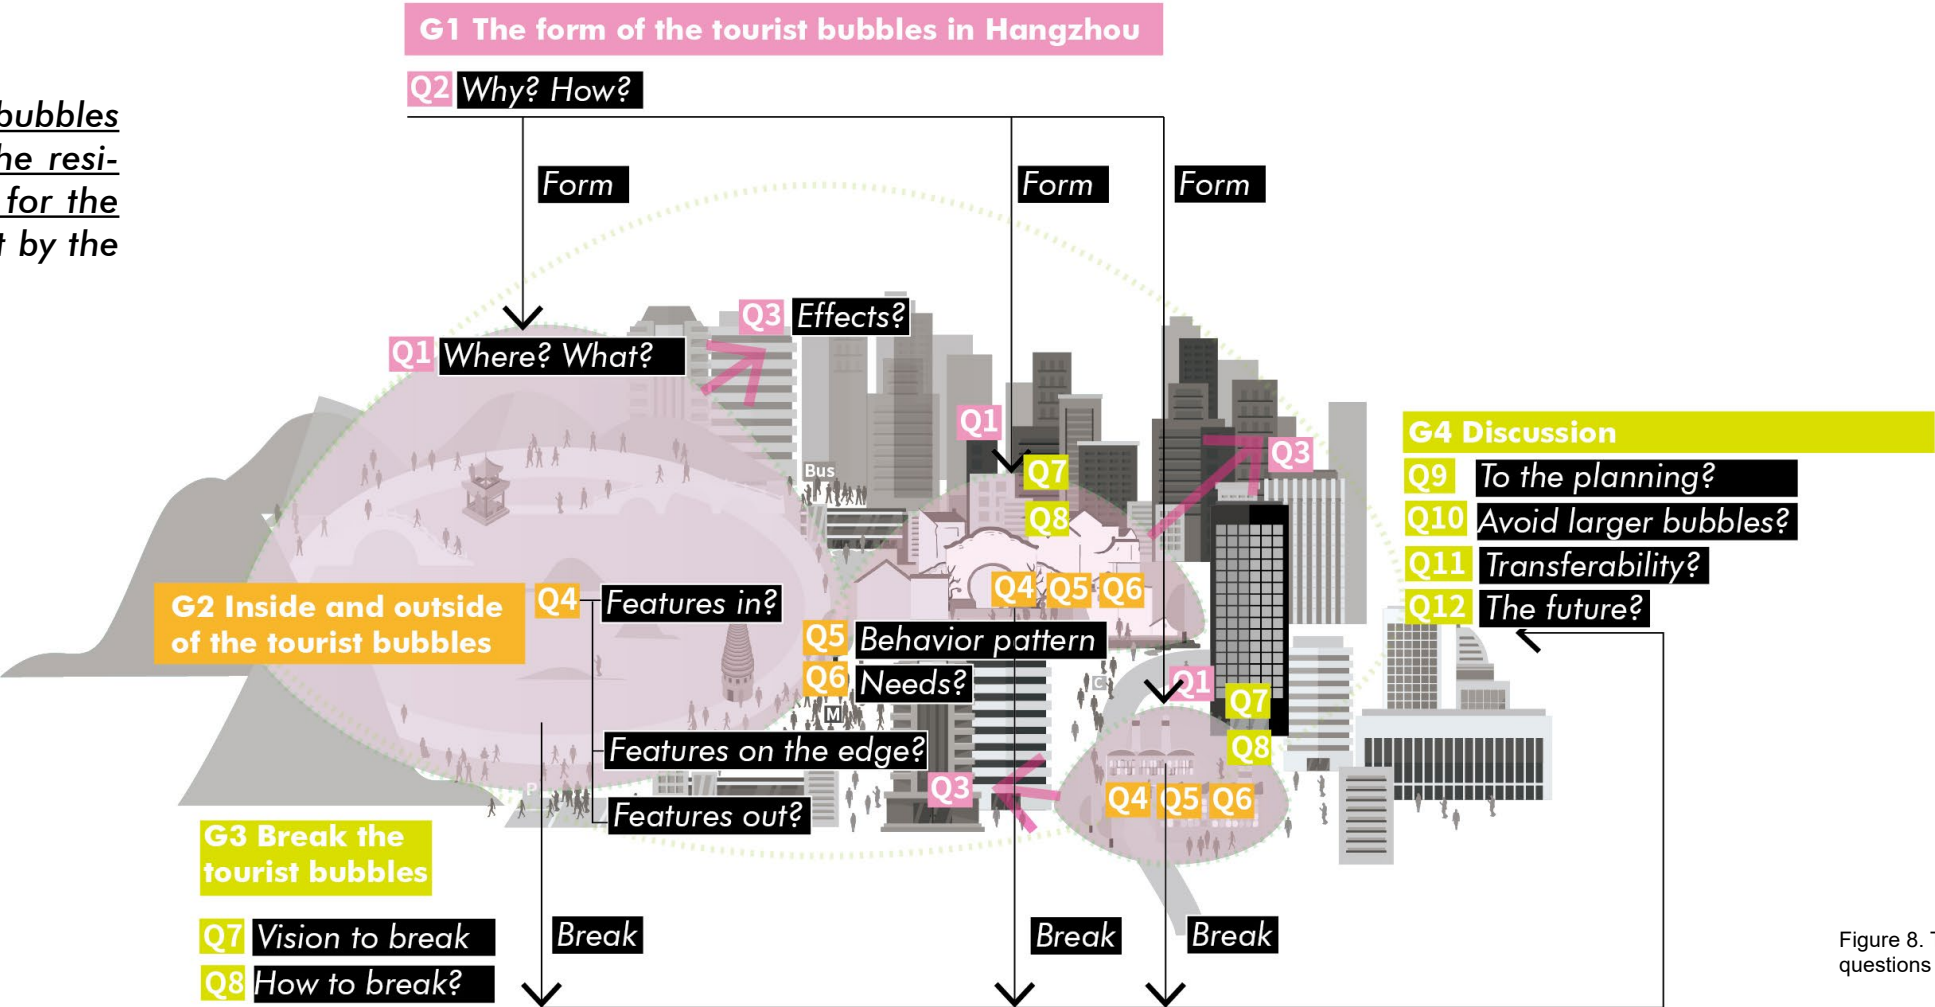 G1 The form of the tourist bubbles in Hangzhou
Q2 Why? How?
bubbles
he resi-
for the
t by the
Form
Form
Form
Q3 Effects?
Q1 Where? What?
Q1
Q7
Q3
G4 Discussion
Bus
Q9 To the planning?
Q8
Q10 Avoid larger bubbles?
Q11 Transferability?
G2 Inside and outside
of the tourist bubbles
Q4 Features in?
Q4 Q5 Q6
Q12 The future?
Q5 Behavior pattern
Q6 Needs?
C
Q1
Q7
M
Features on the edge?
Q8
Q3
P
Q4 Q5 Q6
Features out?
G3 Break the
tourist bubbles
Q7 Vision to break
Q8 How to break?
Break
Break
Break
Figure 8. T
questions